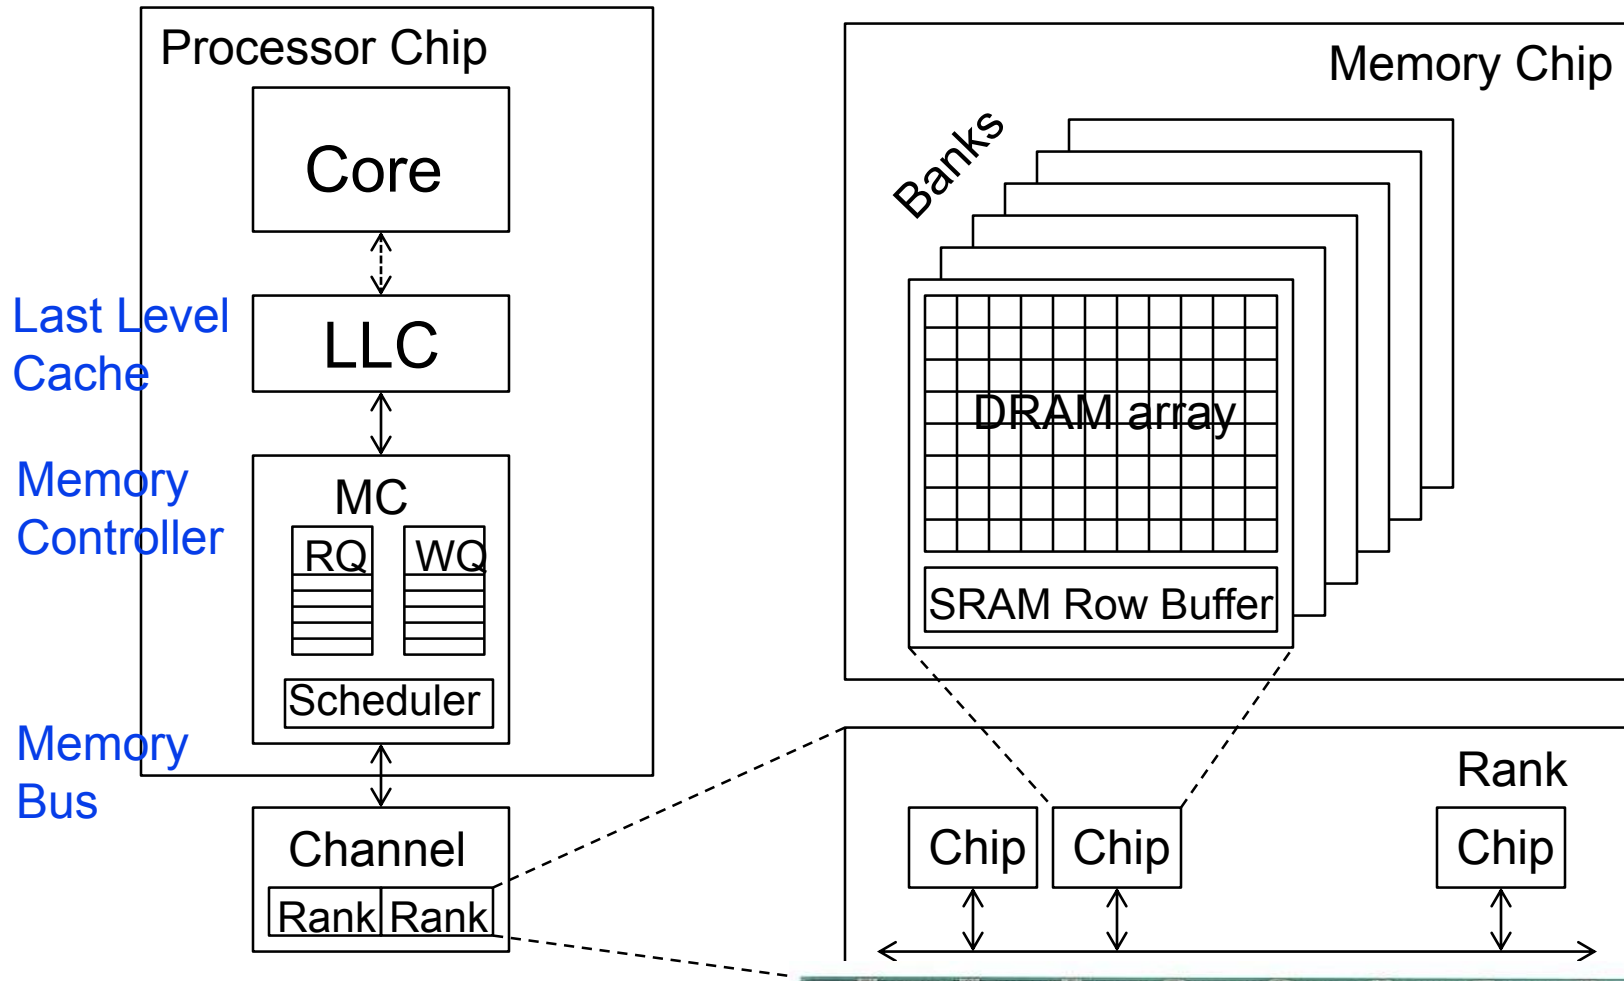 Processor Chip
Core
Last Level
Cache
LLC
Memory
Controller
MC
RQ
WQ
Scheduler
Memory
Bus
Channel
Rank
Rank
Memory Chip
Banks
DRAM array
SRAM Row Buffer
Rank
Chip
Chip
Chip